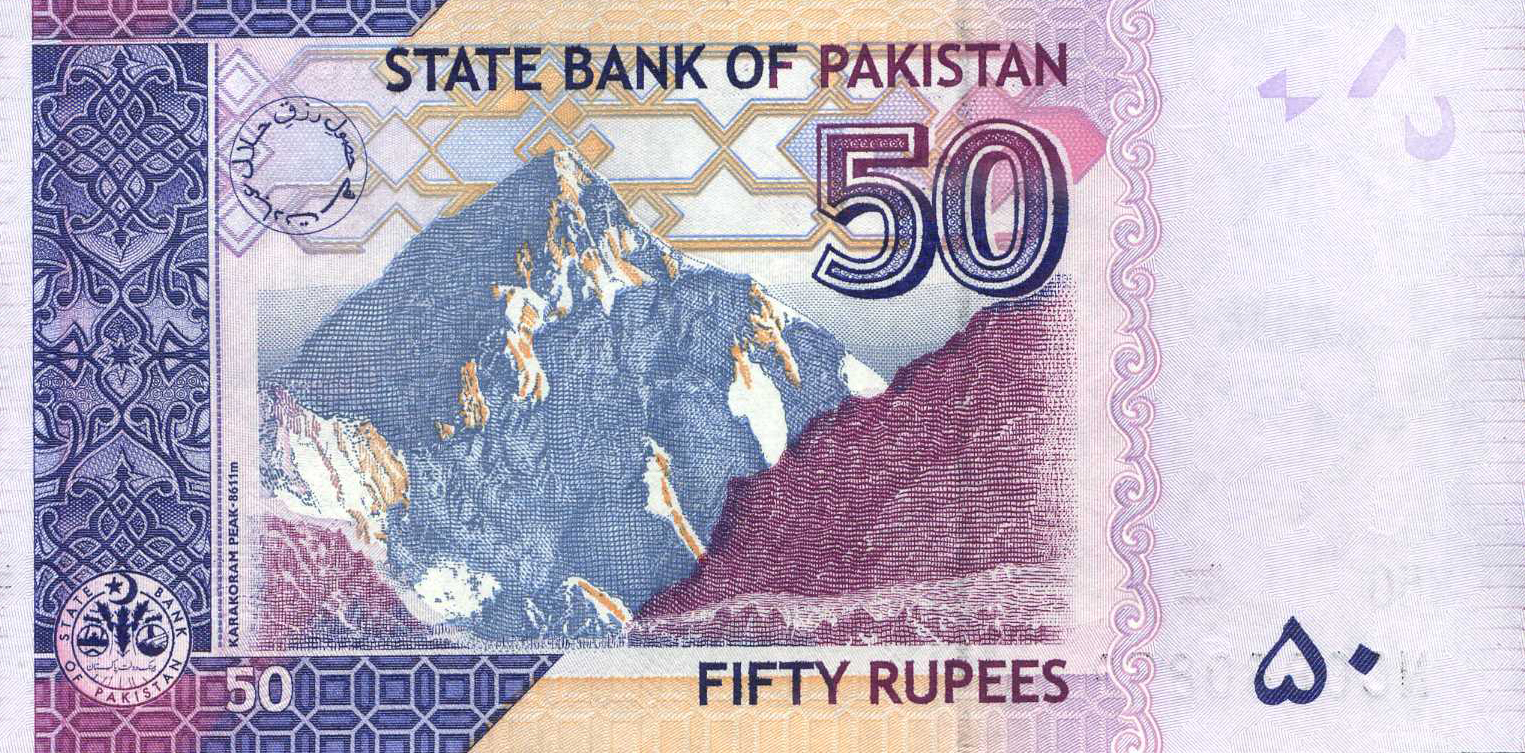 STATE BANK OF PAKISTAN
حصول رزق حلال عبادت ہے
50
KARAKORAM PEAK-8611m
STATE BANK OF PAKISTAN
بینک دولت پاکستان
50
FIFTY RUPEES
۵۰